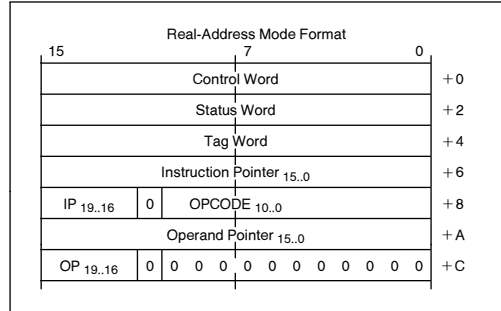 Real-Address Mode Format
15 7 0
Control Word +0
Status Word +2
Tag Word +4
Instruction Pointer 15..0 +6
IP 19..16 0 OPCODE 10..0 +8
Operand Pointer 15..0 +A
OP 19..16 0 0 0 0 0 0 0 0 0 0 0 0 +C